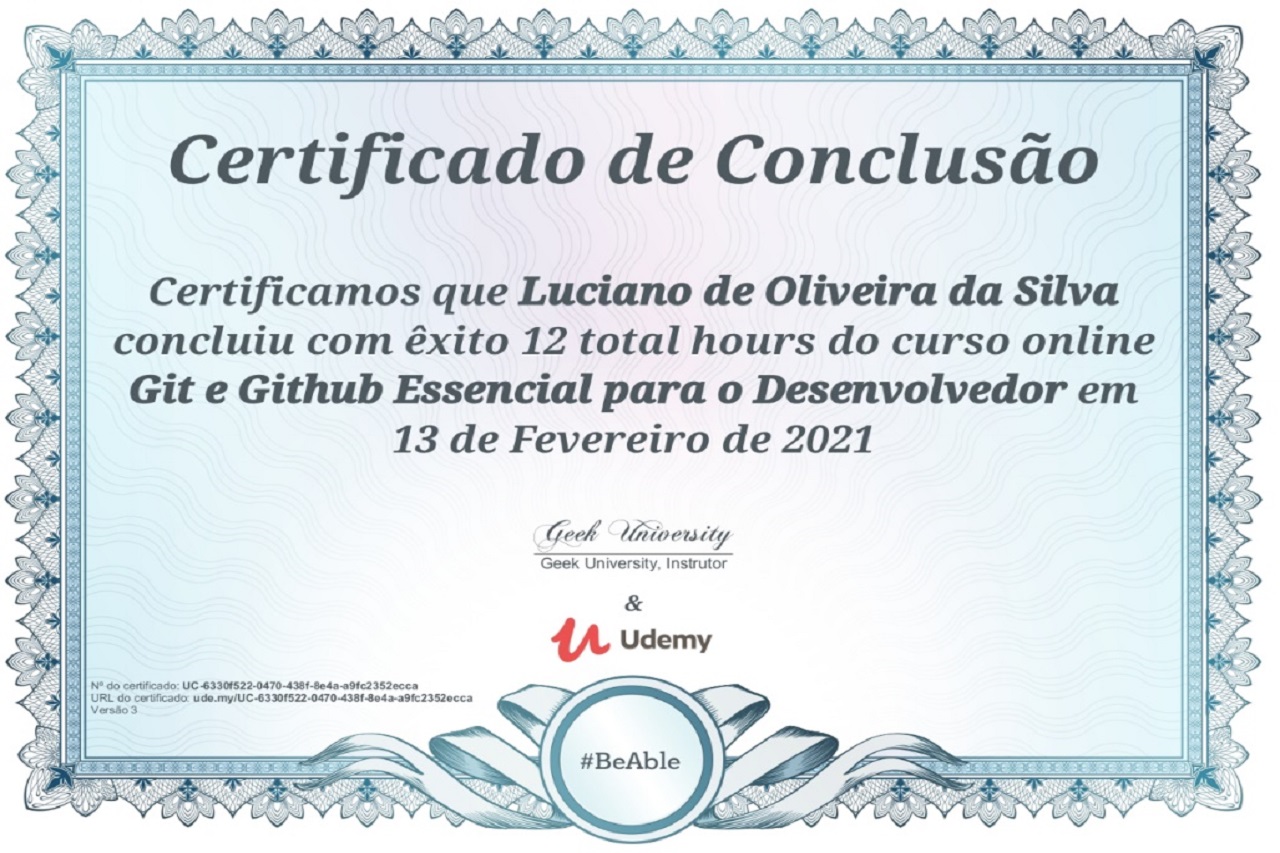 Certificado de Conclusão
Certificamos que Luciano de Oliveira da Silva
concluiu com êxito 12 total hours do curso online
Git e Github Essencial para o Desenvolvedor em
13 de Fevereiro de 2021
Geek University
Geek University, Instrutor
&
Udemy
Nº do certificado: UC-6330f522-0470-438f-8e4a-a9fc2352ecca
URL do certificado: ude.my/UC-6330f522-0470-438f-8e4a-a9fc2352ecca
Versão 3
#BeAble